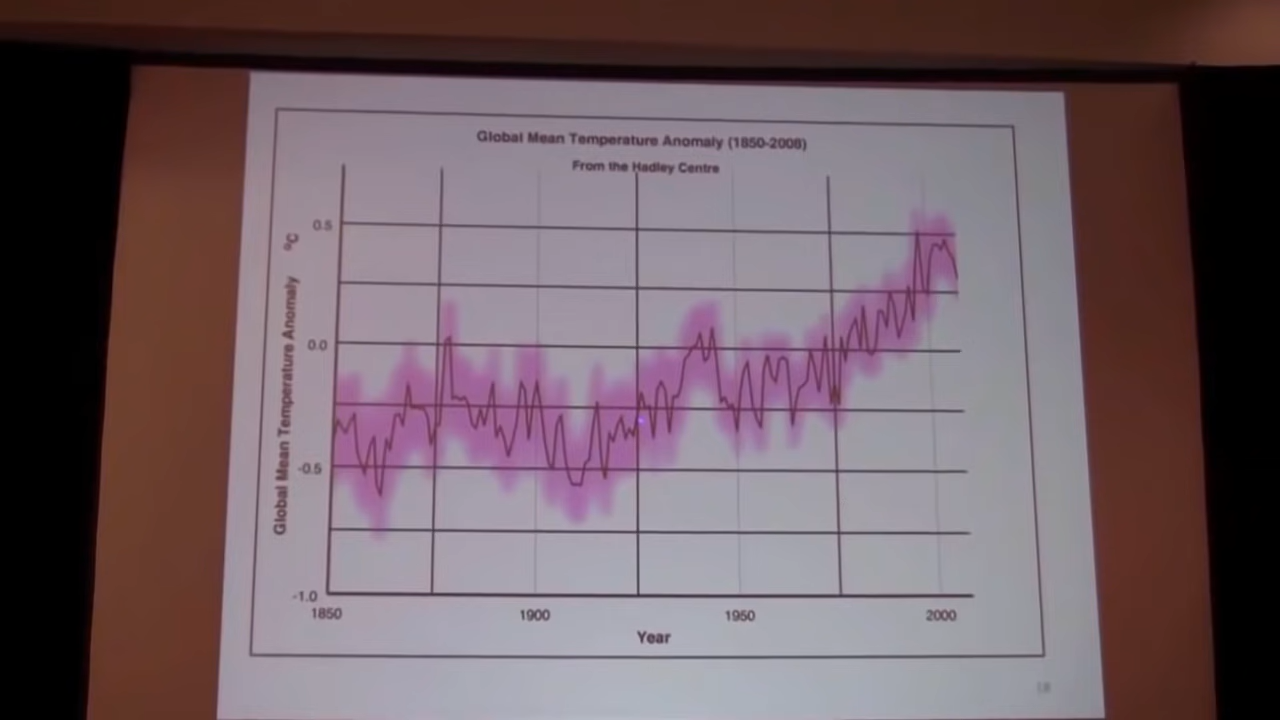 Global Mean Temperature Anomaly (1850-2008)
From the Hadley Centre
Global Mean Temperature Anomaly °C
0.5
0.0
-0.5
-1.0
1850
1900
1950
2000
Year
18